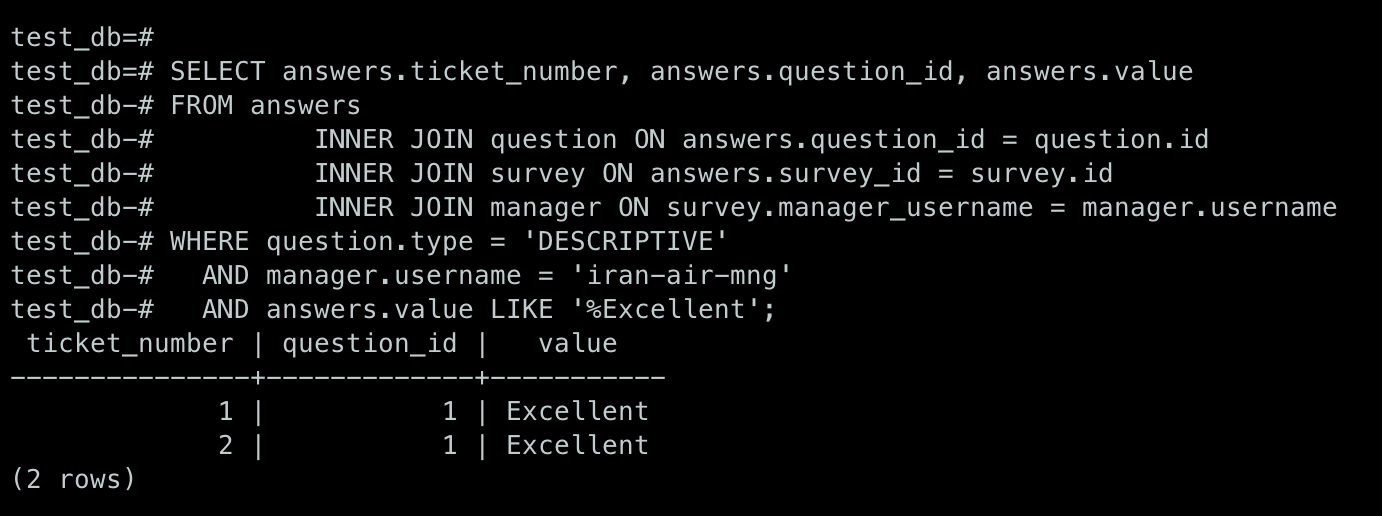 test_db=#
test_db=# SELECT answers.ticket_number, answers.question_id, answers.value
test_db-# FROM answers
test_db-#          INNER JOIN question ON answers.question_id = question.id
test_db-#          INNER JOIN survey ON answers.survey_id = survey.id
test_db-#          INNER JOIN manager ON survey.manager_username = manager.username
test_db-# WHERE question.type = 'DESCRIPTIVE'
test_db-#   AND manager.username = 'iran-air-mng'
test_db-#   AND answers.value LIKE '%Excellent';
 ticket_number | question_id |   value
---------------+-------------+-----------
             1 |           1 | Excellent
             2 |           1 | Excellent
(2 rows)